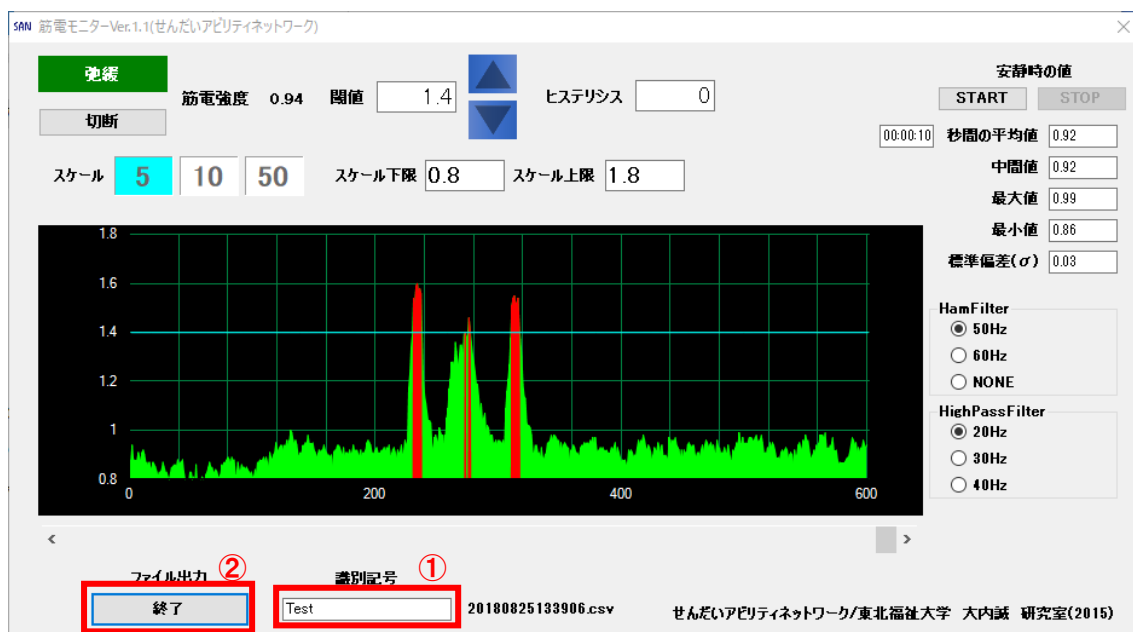 SAN 筋電モニターVer.1.1(せんだいアビリティネットワーク)
弛緩
筋電強度 0.94 閾値 1.4 ヒステリシス 0
切断
安静時の値
START STOP
00:00:10 秒間の平均値 0.92
中間値 0.92
最大値 0.99
最小値 0.86
標準偏差(σ) 0.03
スケール 5 10 50 スケール下限 0.8 スケール上限 1.8
1.8
1.6
1.4
1.2
1
0.8
0 200 400 600
HamFilter
50Hz
60Hz
NONE
HighPassFilter
20Hz
30Hz
40Hz
ファイル出力 ② 識別記号 ①
終了 Test 20180825133906.csv せんだいアビリティネットワーク/東北福祉大学 大内誠 研究室(2015)